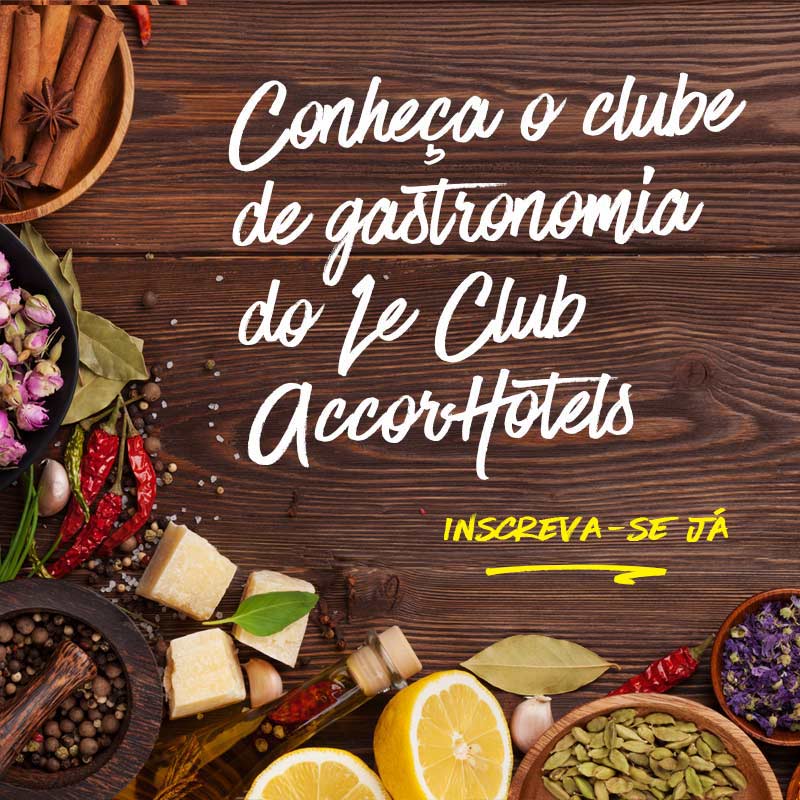 Conheça o clube
de gastronomia
do Le Club
AccorHotels
INSCREVA-SE JÁ